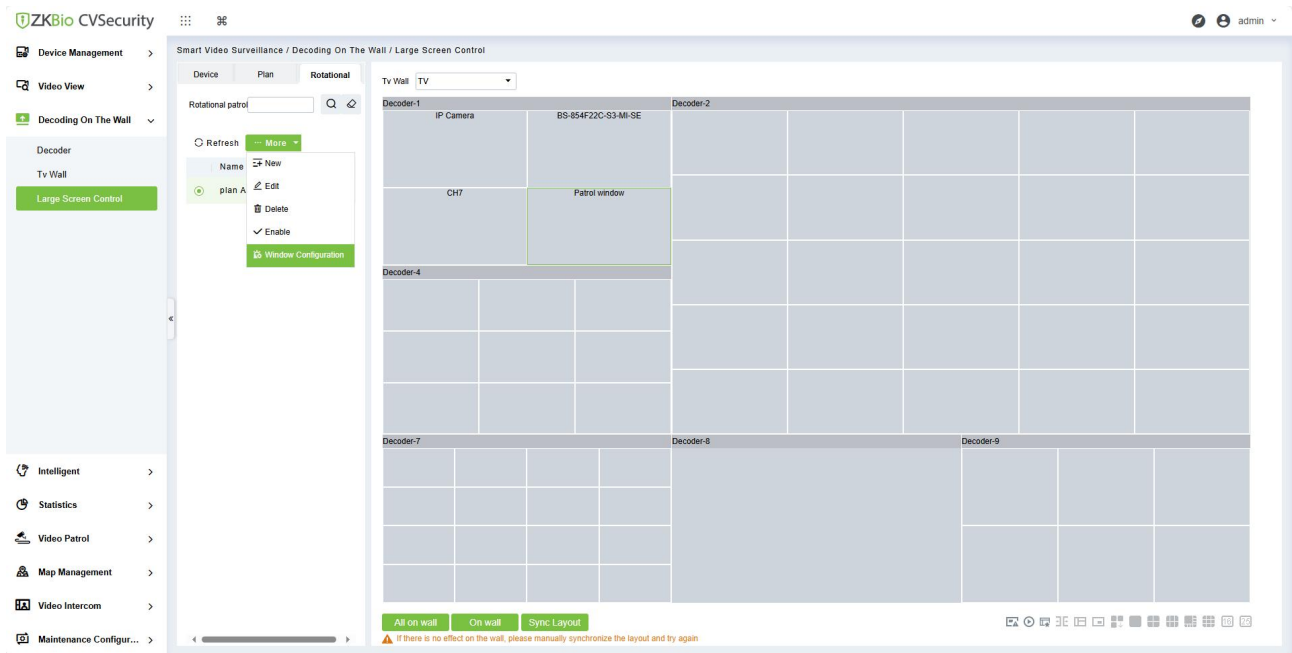 ZKBio CVSecurity
admin
Device Management
Video View
Decoding On The Wall
Decoder
Tv Wall
Large Screen Control
Intelligent
Statistics
Video Patrol
Map Management
Video Intercom
Maintenance Configur...
Smart Video Surveillance / Decoding On The Wall / Large Screen Control
Device
Plan
Rotational
Rotational patrol
Refresh
··· More
Name
plan A
New
Edit
Delete
Enable
Window Configuration
Tv Wall
TV
Decoder-1
Decoder-2
IP Camera
BS-854F22C-S3-MI-SE
CH7
Patrol window
Decoder-4
Decoder-7
Decoder-8
Decoder-9
All on wall
On wall
Sync Layout
16
25
If there is no effect on the wall, please manually synchronize the layout and try again